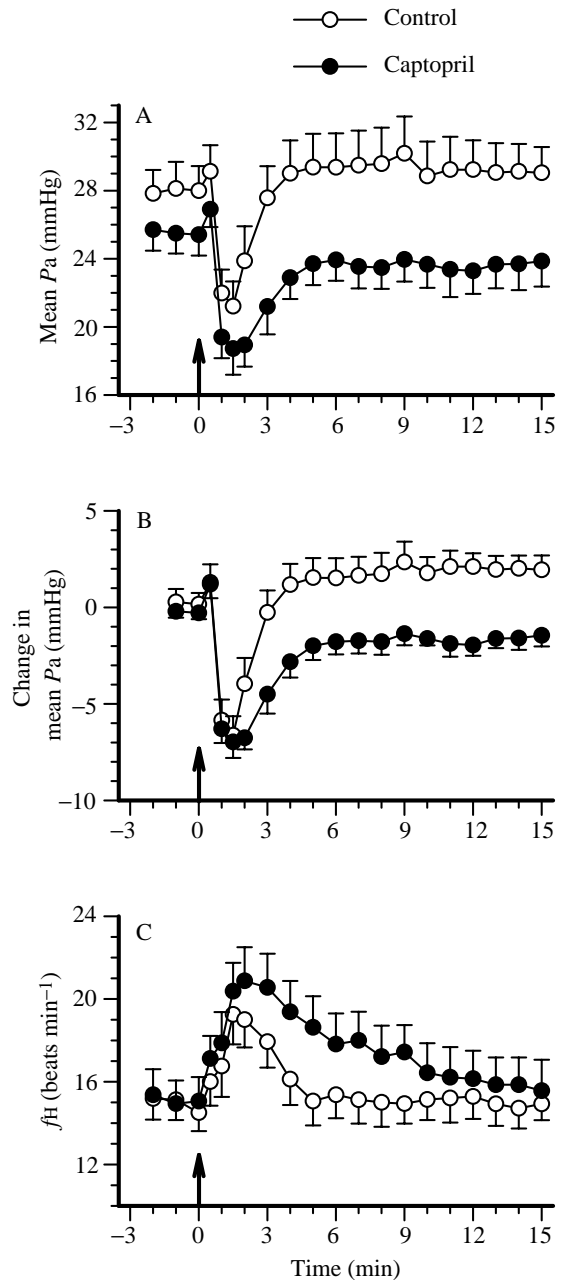 Control
Captopril
A
32
28
24
20
16
Mean Pa (mmHg)
−3 0 3 6 9 12 15
B
5
0
−5
−10
Change in
mean Pa (mmHg)
−3 0 3 6 9 12 15
C
24
20
16
12
fH (beats min−1)
−3 0 3 6 9 12 15
Time (min)